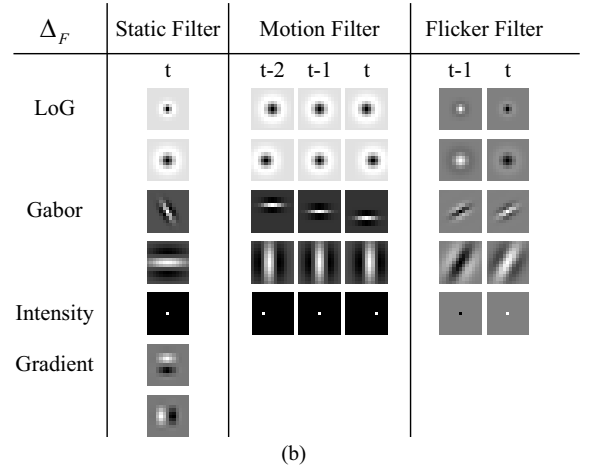 Δ_F Static Filter Motion Filter Flicker Filter
t t-2 t-1 t t-1 t
LoG
Gabor
Intensity
Gradient
(b)